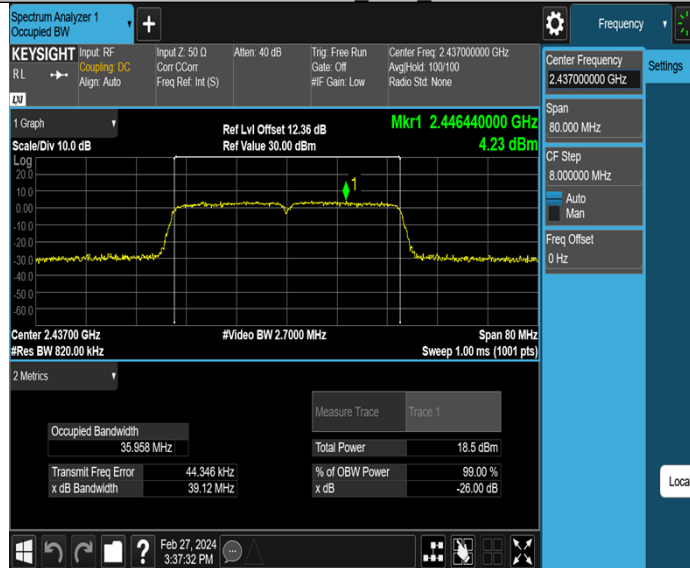 Spectrum Analyzer 1
Occupied BW
+
Frequency
KEYSIGHT
RL
LXI
Input: RF
Coupling: DC
Align: Auto
Input Z: 50 Ω
Corr CCorr
Freq Ref: Int (S)
Atten: 40 dB
Trig: Free Run
Gate: Off
#IF Gain: Low
Center Freq: 2.437000000 GHz
Avg|Hold: 100/100
Radio Std: None
Center Frequency
2.437000000 GHz
Settings
Span
80.000 MHz
CF Step
8.000000 MHz
Auto
Man
Freq Offset
0 Hz
1 Graph
Scale/Div 10.0 dB
Ref Lvl Offset 12.36 dB
Ref Value 30.00 dBm
Mkr1 2.446440000 GHz
4.23 dBm
Log
20.0
10.0
0.00
-10.0
-20.0
-30.0
-40.0
-50.0
-60.0
1
Center 2.43700 GHz
#Video BW 2.7000 MHz
Span 80 MHz
#Res BW 820.00 kHz
Sweep 1.00 ms (1001 pts)
2 Metrics
Measure Trace
Trace 1
Occupied Bandwidth
35.958 MHz
Total Power
18.5 dBm
Transmit Freq Error
44.346 kHz
% of OBW Power
99.00 %
x dB Bandwidth
39.12 MHz
x dB
-26.00 dB
Loca
?
Feb 27, 2024
3:37:32 PM